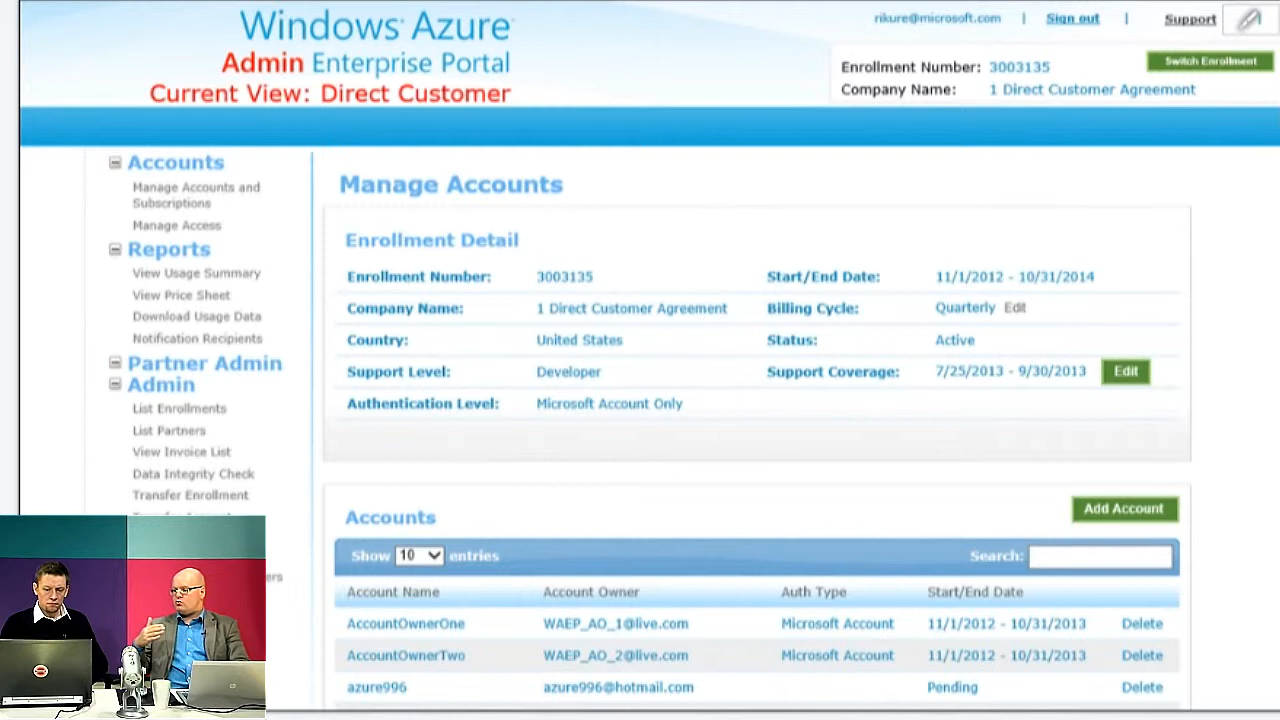 Windows Azure
Admin Enterprise Portal
Current View: Direct Customer
rikure@microsoft.com | Sign out | Support
Enrollment Number: 3003135
Switch Enrollment
Company Name: 1 Direct Customer Agreement
Accounts
Manage Accounts and
Subscriptions
Manage Access
Reports
View Usage Summary
View Price Sheet
Download Usage Data
Notification Recipients
Partner Admin
Admin
List Enrollments
List Partners
View Invoice List
Data Integrity Check
Transfer Enrollment
Manage Accounts
Enrollment Detail
Enrollment Number: 3003135 Start/End Date: 11/1/2012 - 10/31/2014
Company Name: 1 Direct Customer Agreement Billing Cycle: Quarterly Edit
Country: United States Status: Active
Support Level: Developer Support Coverage: 7/25/2013 - 9/30/2013 Edit
Authentication Level: Microsoft Account Only
Accounts
Add Account
Show 10 entries Search:
Account Name Account Owner Auth Type Start/End Date
AccountOwnerOne WAEP_AO_1@live.com Microsoft Account 11/1/2012 - 10/31/2013 Delete
AccountOwnerTwo WAEP_AO_2@live.com Microsoft Account 11/1/2012 - 10/31/2013 Delete
azure996 azure996@hotmail.com Pending Delete